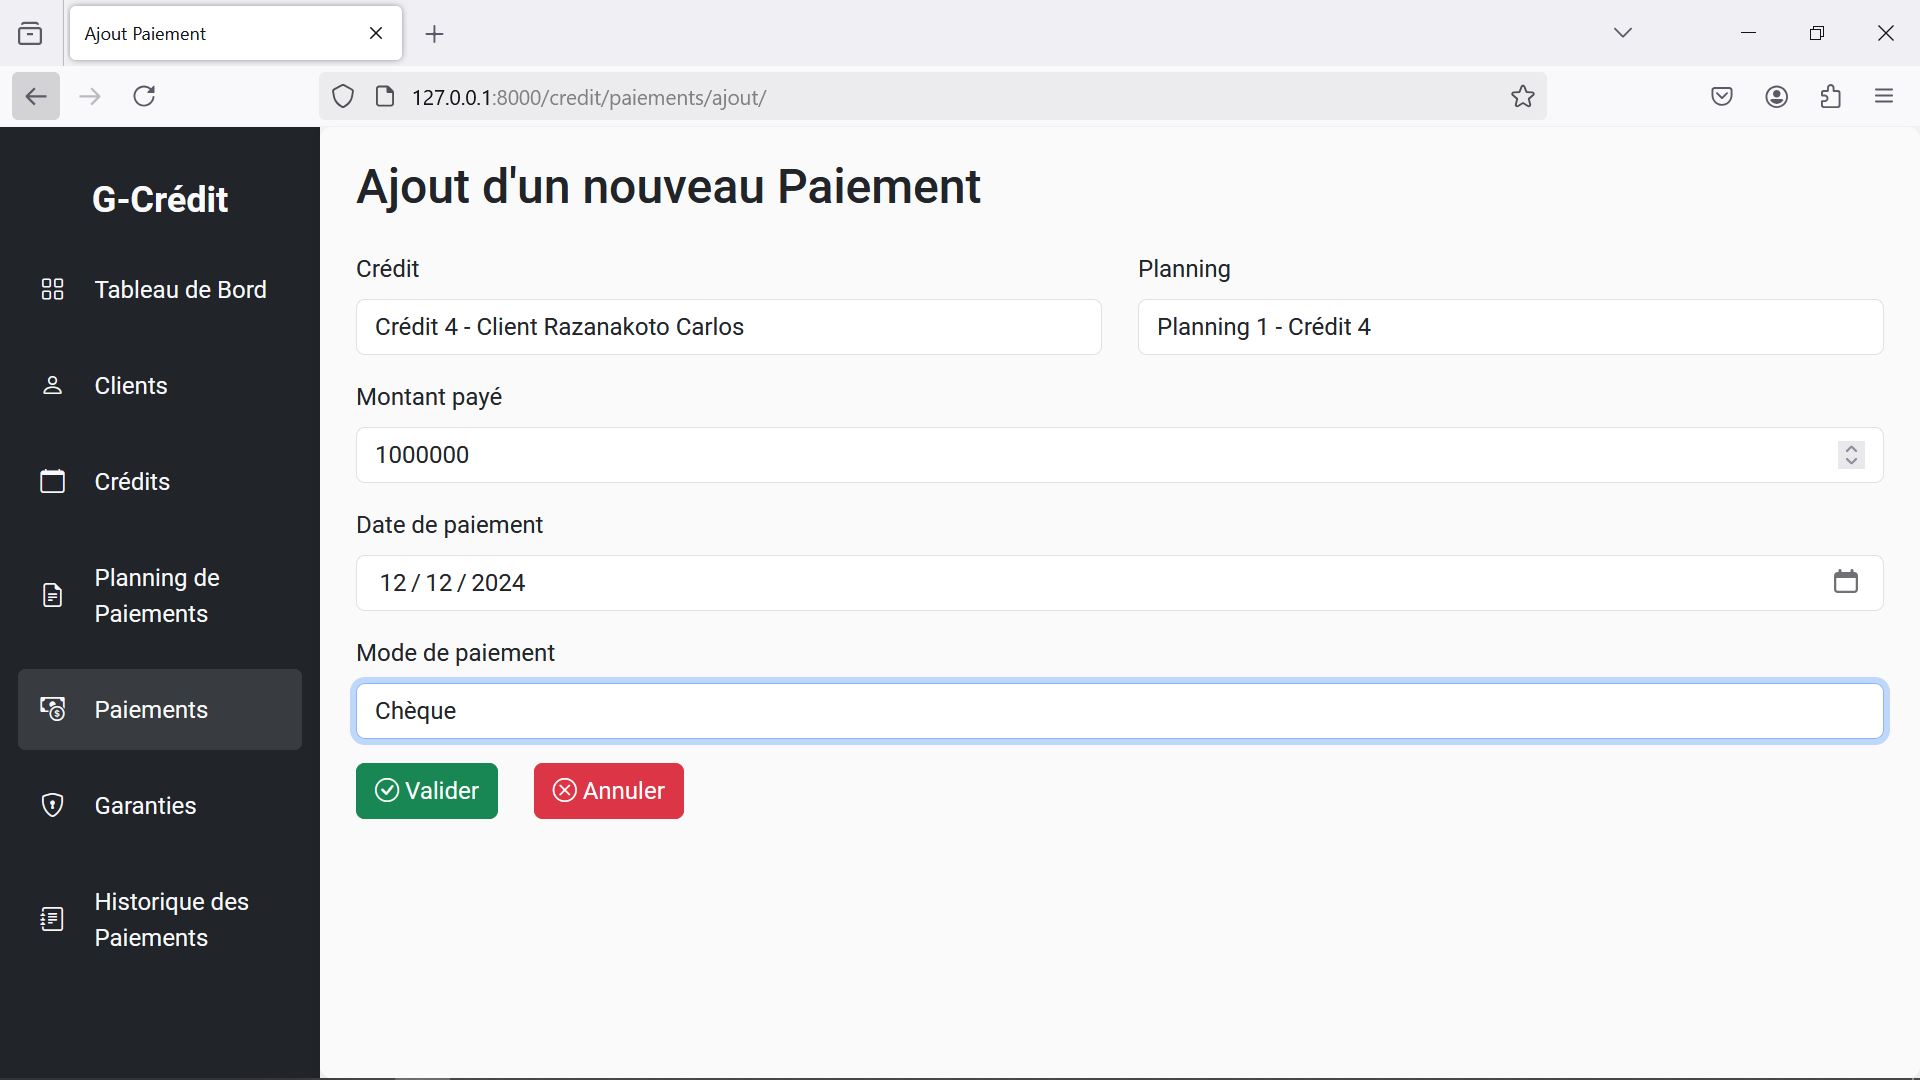 Ajout Paiement
127.0.0.1:8000/credit/paiements/ajout/
G-Crédit
Tableau de Bord
Clients
Crédits
Planning de
Paiements
Paiements
Garanties
Historique des
Paiements
Ajout d'un nouveau Paiement
Crédit
Planning
Crédit 4 - Client Razanakoto Carlos
Planning 1 - Crédit 4
Montant payé
1000000
Date de paiement
12 / 12 / 2024
Mode de paiement
Chèque
Valider
Annuler